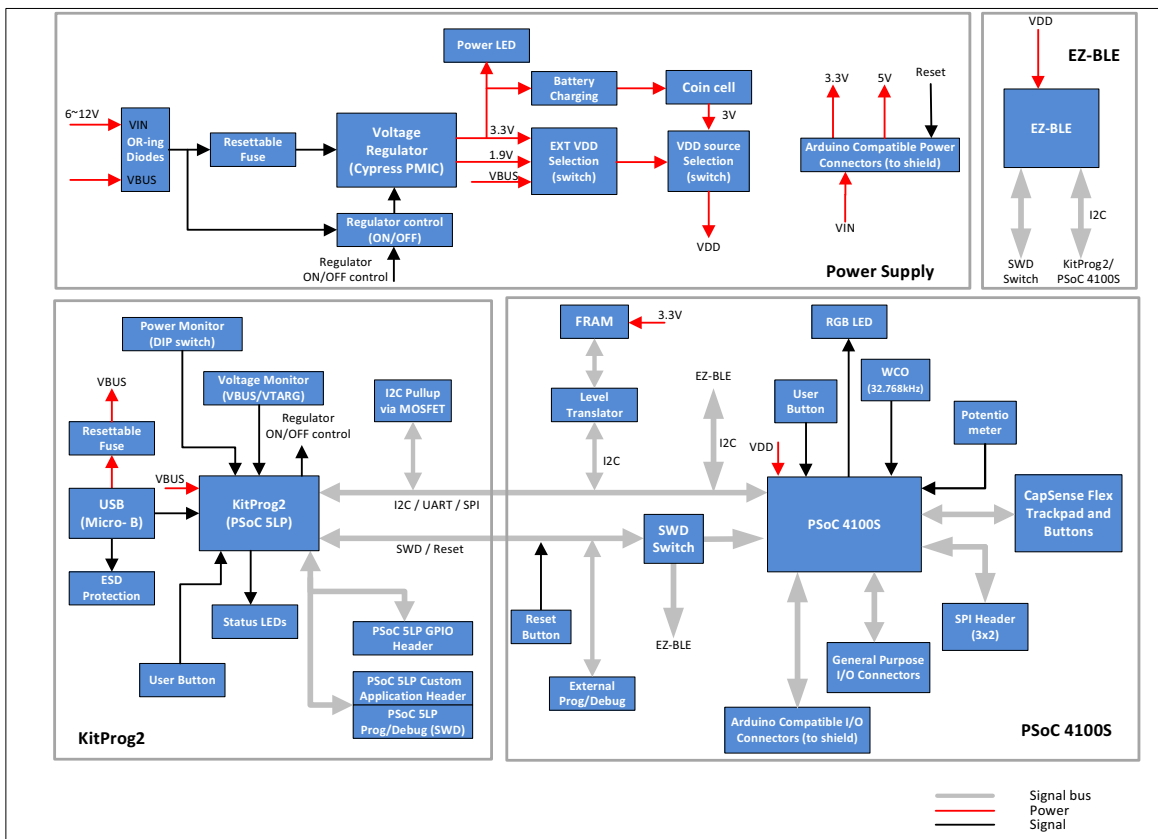 Power LED
Battery
Charging
Coin cell
3V
6~12V
VIN
OR-ing
Diodes
VBUS
Resettable
Fuse
Voltage
Regulator
(Cypress PMIC)
3.3V
1.9V
VBUS
EXT VDD
Selection
(switch)
VDD source
Selection
(switch)
VDD
Regulator control
(ON/OFF)
Regulator
ON/OFF control
3.3V
5V
Reset
Arduino Compatible Power
Connectors (to shield)
VIN
Power Supply
VDD
EZ-BLE
EZ-BLE
I2C
SWD
Switch
KitProg2/
PSoC 4100S
Power Monitor
(DIP switch)
VBUS
Voltage Monitor
(VBUS/VTARG)
Resettable
Fuse
Regulator
ON/OFF control
I2C Pullup
via MOSFET
VBUS
USB
(Micro- B)
KitProg2
(PSoC 5LP)
I2C / UART / SPI
SWD / Reset
ESD
Protection
Status LEDs
User Button
PSoC 5LP GPIO
Header
PSoC 5LP Custom
Application Header
PSoC 5LP
Prog/Debug (SWD)
KitProg2
FRAM
3.3V
Level
Translator
I2C
EZ-BLE
I2C
RGB LED
User
Button
WCO
(32.768kHz)
Potentio
meter
VDD
PSoC 4100S
CapSense Flex
Trackpad and
Buttons
SWD
Switch
EZ-BLE
Reset
Button
External
Prog/Debug
SPI Header
(3x2)
General Purpose
I/O Connectors
Arduino Compatible I/O
Connectors (to shield)
PSoC 4100S
Signal bus
Power
Signal